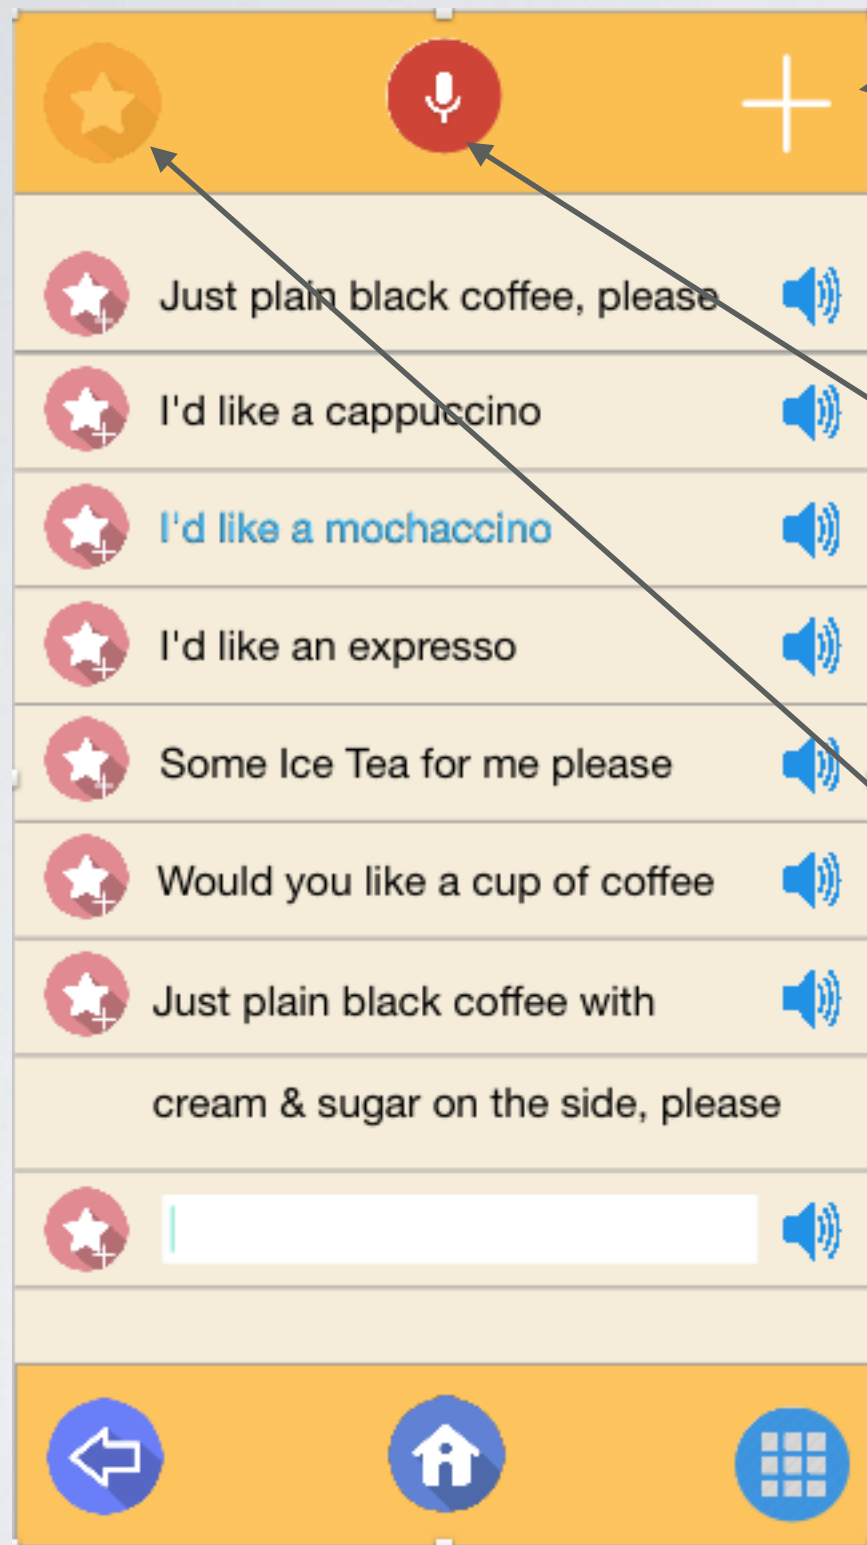 Just plain black coffee, please
I'd like a cappuccino
I'd like a mochaccino
I'd like an expresso
Some Ice Tea for me please
Would you like a cup of coffee
Just plain black coffee with
cream & sugar on the side, please